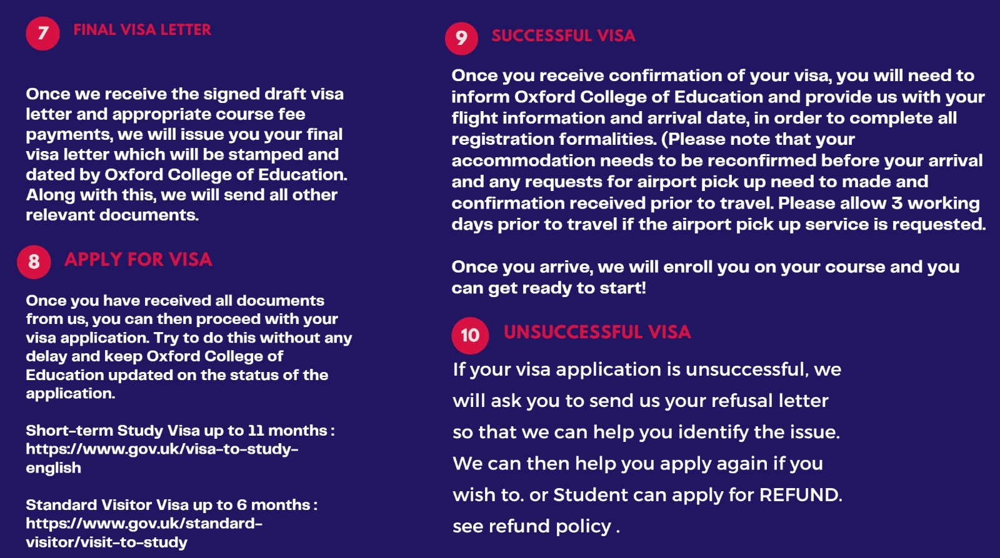 7 FINAL VISA LETTER
Once we receive the signed draft visa
letter and appropriate course fee
payments, we will issue you your final
visa letter which will be stamped and
dated by Oxford College of Education.
Along with this, we will send all other
relevant documents.
8 APPLY FOR VISA
Once you have received all documents
from us, you can then proceed with your
visa application. Try to do this without any
delay and keep Oxford College of
Education updated on the status of the
application.
Short-term Study Visa up to 11 months :
https://www.gov.uk/visa-to-study-
english
Standard Visitor Visa up to 6 months :
https://www.gov.uk/standard-
visitor/visit-to-study
9 SUCCESSFUL VISA
Once you receive confirmation of your visa, you will need to
inform Oxford College of Education and provide us with your
flight information and arrival date, in order to complete all
registration formalities. (Please note that your
accommodation needs to be reconfirmed before your arrival
and any requests for airport pick up need to made and
confirmation received prior to travel. Please allow 3 working
days prior to travel if the airport pick up service is requested.
Once you arrive, we will enroll you on your course and you
can get ready to start!
10 UNSUCCESSFUL VISA
If your visa application is unsuccessful, we
will ask you to send us your refusal letter
so that we can help you identify the issue.
We can then help you apply again if you
wish to. or Student can apply for REFUND.
see refund policy .